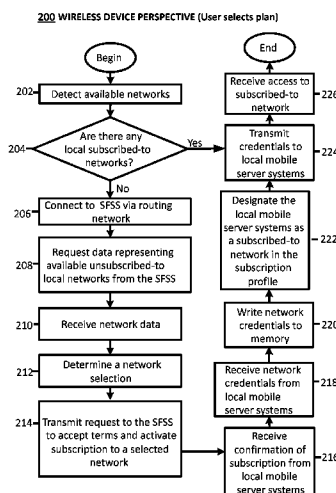 200 WIRELESS DEVICE PERSPECTIVE (User selects plan)
Begin
202
Detect available networks
204
Are there any
local subscribed-to
networks?
Yes
No
206
Connect to SFSS via routing
network
208
Request data representing
available unsubscribed-to
local networks from the SFSS
210
Receive network data
212
Determine a network
selection
214
Transmit request to the SFSS
to accept terms and activate
subscription to a selected
network
End
Receive access to
subscribed-to
network
226
Transmit
credentials to
local mobile
server systems
224
Designate the
local mobile
server systems as
a subscribed-to
network in the
subscription
profile
222
Write network
credentials to
memory
220
Receive network
credentials from
local mobile
server systems
218
Receive
confirmation of
subscription from
local mobile
server systems
216